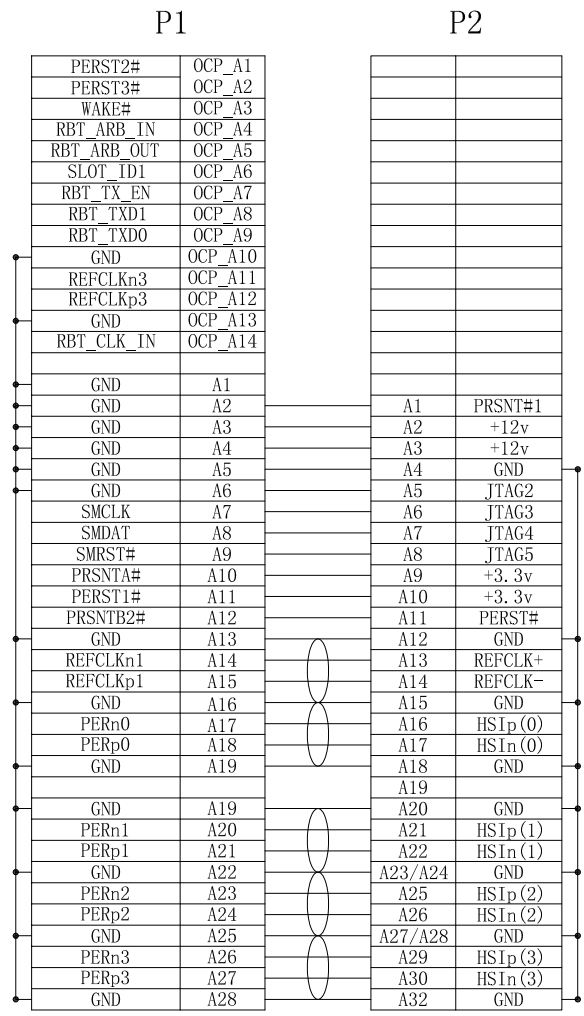 P1 P2
PERST2# OCP_A1
PERST3# OCP_A2
WAKE# OCP_A3
RBT_ARB_IN OCP_A4
RBT_ARB_OUT OCP_A5
SLOT_ID1 OCP_A6
RBT_TX_EN OCP_A7
RBT_TXD1 OCP_A8
RBT_TXD0 OCP_A9
GND OCP_A10
REFCLKn3 OCP_A11
REFCLKp3 OCP_A12
GND OCP_A13
RBT_CLK_IN OCP_A14
GND A1
GND A2 A1 PRSNT#1
GND A3 A2 +12v
GND A4 A3 +12v
GND A5 A4 GND
GND A6 A5 JTAG2
SMCLK A7 A6 JTAG3
SMDAT A8 A7 JTAG4
SMRST# A9 A8 JTAG5
PRSNTA# A10 A9 +3.3v
PERST1# A11 A10 +3.3v
PRSNTB2# A12 A11 PERST#
GND A13 A12 GND
REFCLKn1 A14 A13 REFCLK+
REFCLKp1 A15 A14 REFCLK-
GND A16 A15 GND
PERn0 A17 A16 HSIp(0)
PERp0 A18 A17 HSIn(0)
GND A19 A18 GND
A19
GND A19 A20 GND
PERn1 A20 A21 HSIp(1)
PERp1 A21 A22 HSIn(1)
GND A22 A23/A24 GND
PERn2 A23 A25 HSIp(2)
PERp2 A24 A26 HSIn(2)
GND A25 A27/A28 GND
PERn3 A26 A29 HSIp(3)
PERp3 A27 A30 HSIn(3)
GND A28 A32 GND